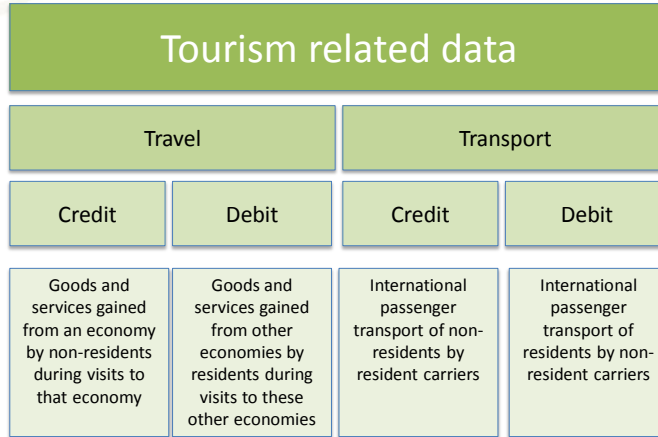 Tourism related data
Travel
Transport
Credit
Debit
Credit
Debit
Goods and
services gained
from an economy
by non-residents
during visits to
that economy
Goods and
services gained
from other
economies by
residents during
visits to these
other economies
International
passenger
transport of non-
residents by
resident carriers
International
passenger
transport of
residents by non-
resident carriers